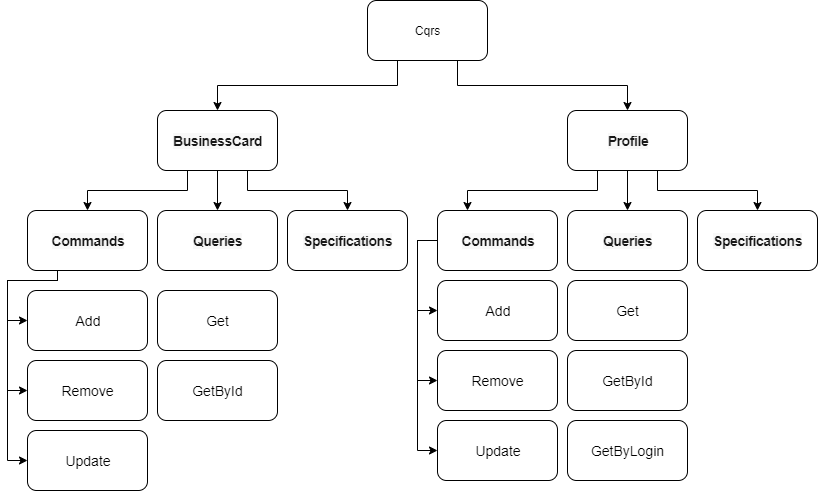 Cqrs
BusinessCard
Profile
Commands
Queries
Specifications
Commands
Queries
Specifications
Add
Get
Add
Get
Remove
GetById
Remove
GetById
Update
Update
GetByLogin